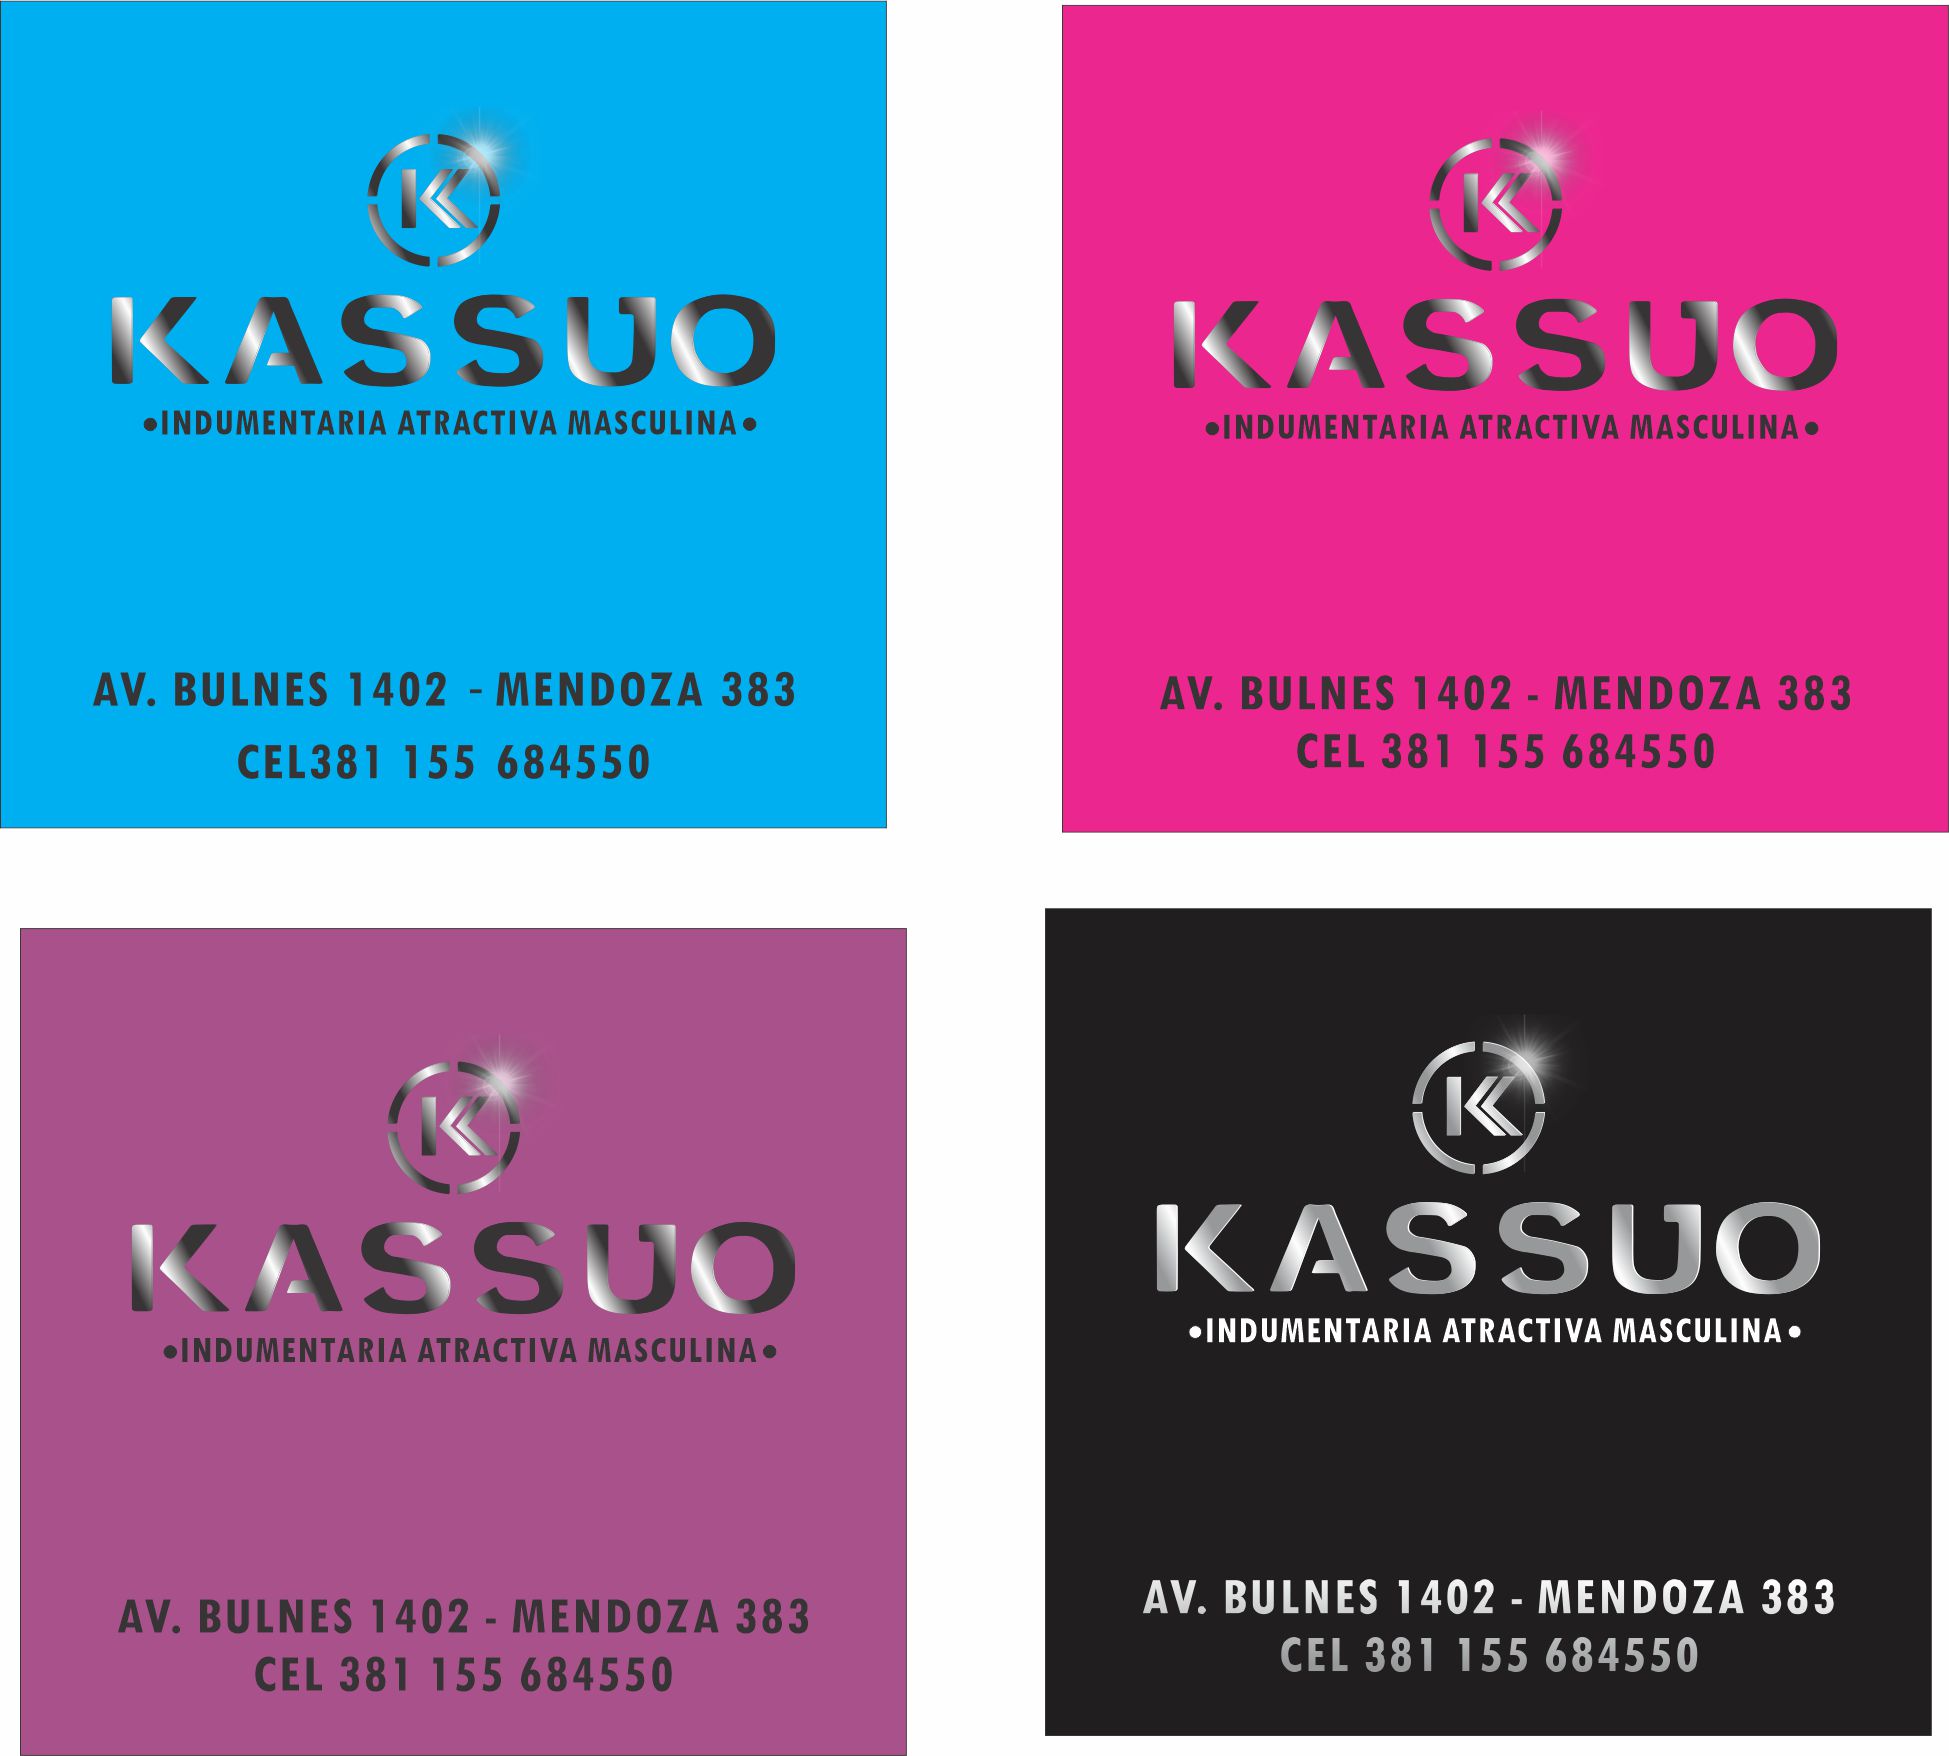 K
KASSUO
•INDUMENTARIA ATRACTIVA MASCULINA•
AV. BULNES 1402 - MENDOZA 383
CEL381 155 684550
K
KASSUO
•INDUMENTARIA ATRACTIVA MASCULINA•
AV. BULNES 1402 - MENDOZA 383
CEL 381 155 684550
K
KASSUO
•INDUMENTARIA ATRACTIVA MASCULINA•
AV. BULNES 1402 - MENDOZA 383
CEL 381 155 684550
K
KASSUO
•INDUMENTARIA ATRACTIVA MASCULINA•
AV. BULNES 1402 - MENDOZA 383
CEL 381 155 684550